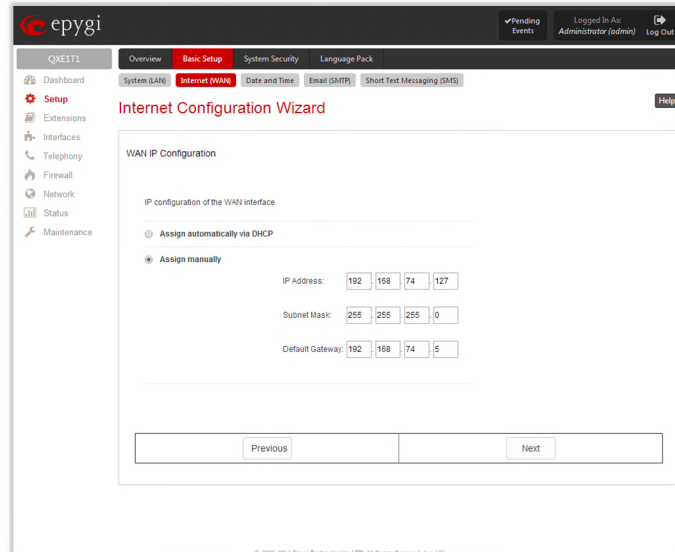 epygi
✔Pending Events
Logged In As:
Administrator (admin)
Log Out
QXE1T1
Overview Basic Setup System Security Language Pack
Dashboard
Setup
Extensions
Interfaces
Telephony
Firewall
Network
Status
Maintenance
System (LAN) Internet (WAN) Date and Time Email (SMTP) Short Text Messaging (SMS)
Internet Configuration Wizard
Help
WAN IP Configuration
IP configuration of the WAN interface
Assign automatically via DHCP
Assign manually
IP Address: 192 . 168 . 74 . 127
Subnet Mask: 255 . 255 . 255 . 0
Default Gateway: 192 . 168 . 74 . 5
Previous Next